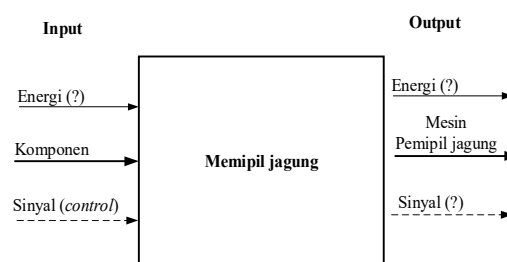 Input
Output
Energi (?)
Komponen
Sinyal (control)
Memipil jagung
Energi (?)
Mesin
Pemipil jagung
Sinyal (?)